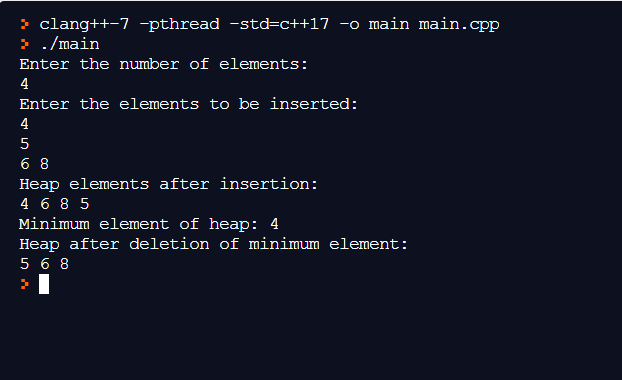 > clang++-7 -pthread -std=c++17 -o main main.cpp
> ./main
Enter the number of elements:
4
Enter the elements to be inserted:
4
5
6 8
Heap elements after insertion:
4 6 8 5
Minimum element of heap: 4
Heap after deletion of minimum element:
5 6 8
>